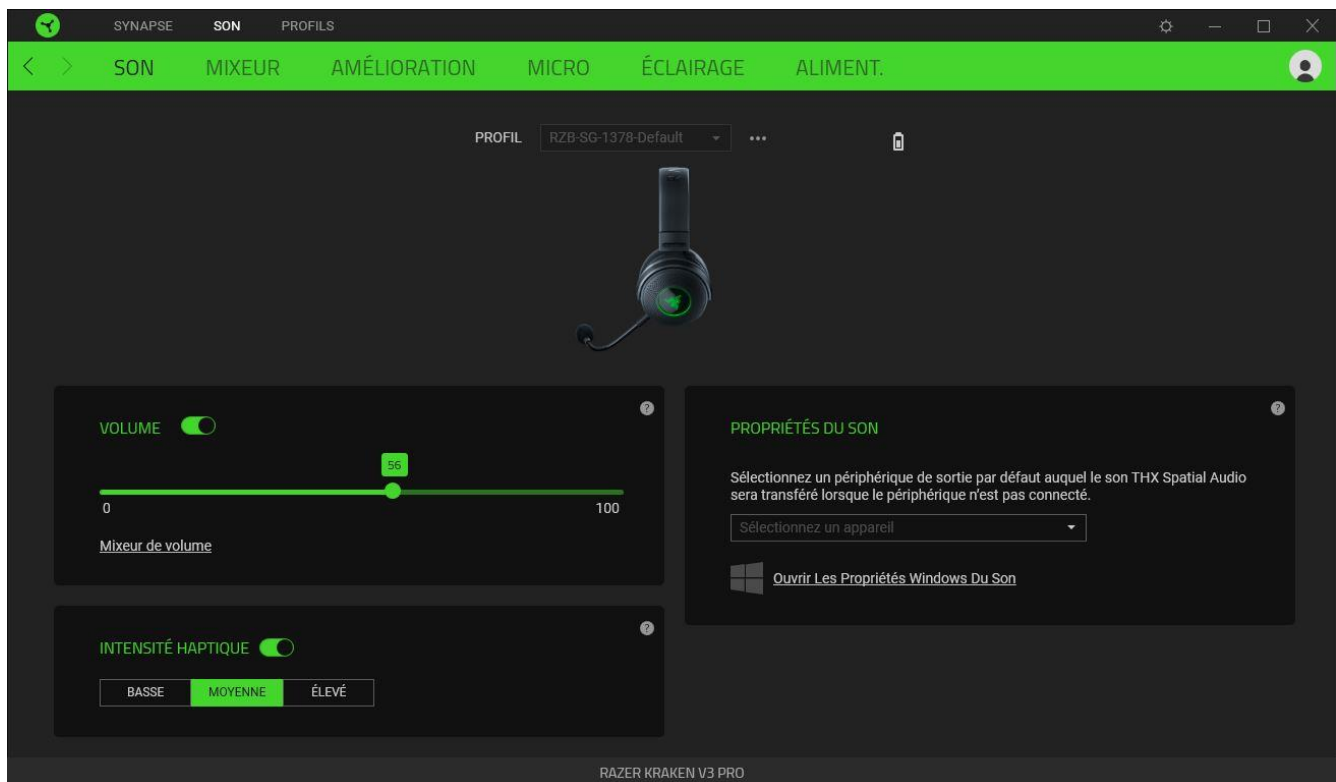 SYNAPSE SON PROFILS
SON MIXEUR AMÉLIORATION MICRO ÉCLAIRAGE ALIMENT.
PROFIL RZB-SG-1378-Default
VOLUME
56
0 100
Mixeur de volume
INTENSITÉ HAPTIQUE
BASSE MOYENNE ÉLEVÉ
PROPRIÉTÉS DU SON
Sélectionnez un périphérique de sortie par défaut auquel le son THX Spatial Audio
sera transféré lorsque le périphérique n'est pas connecté.
Sélectionnez un appareil
Ouvrir Les Propriétés Windows Du Son
RAZER KRAKEN V3 PRO